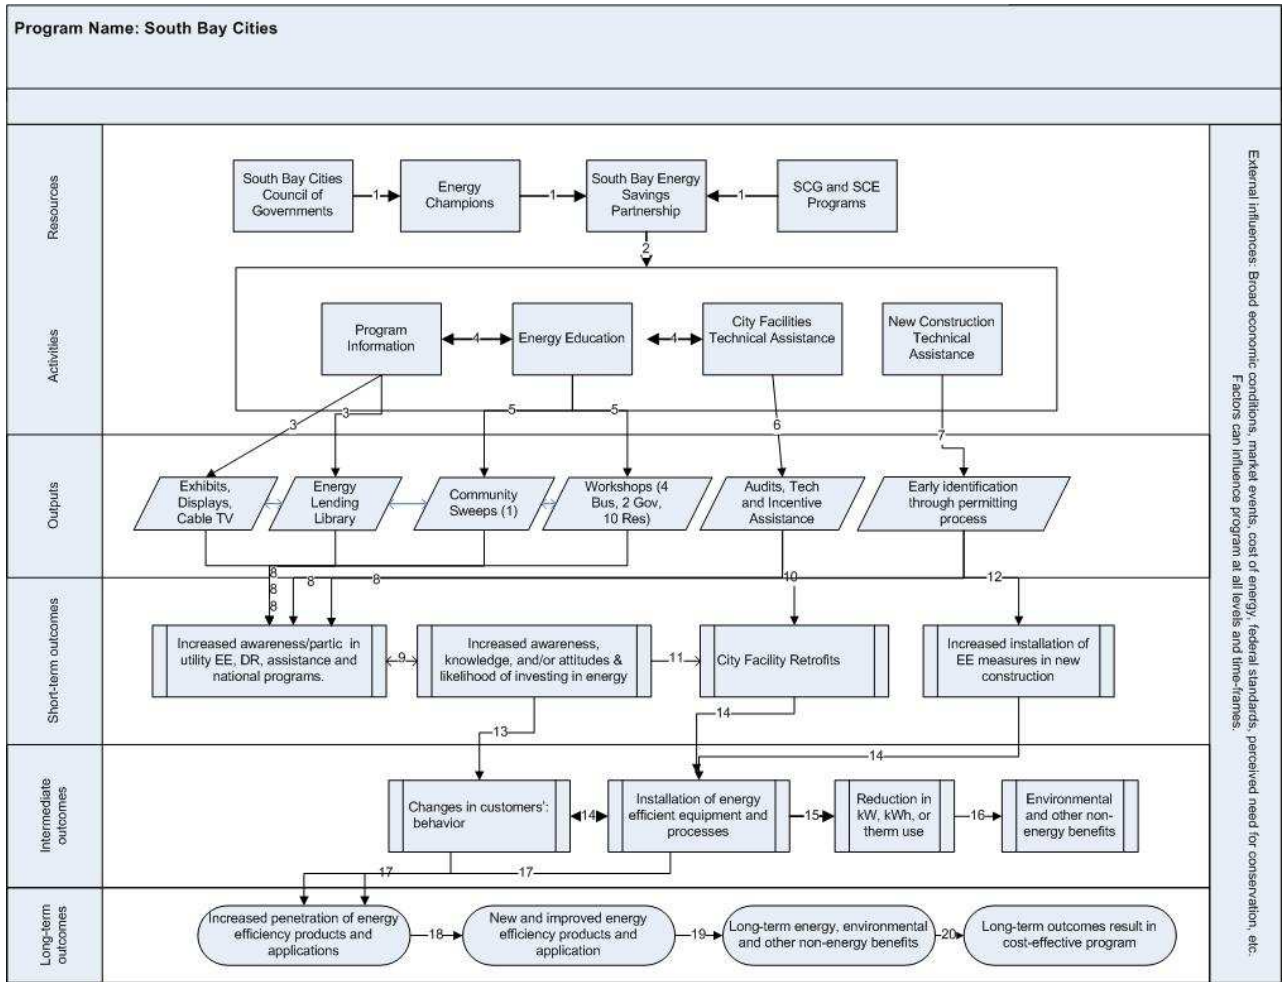 Program Name: South Bay Cities
Resources
South Bay Cities
Council of
Governments
1
Energy
Champions
1
South Bay Energy
Savings
Partnership
1
SCG and SCE
Programs
2
Activities
Program
Information
4
Energy Education
4
City Facilities
Technical Assistance
New Construction
Technical
Assistance
3
3
5
5
6
7
Outputs
Exhibits,
Displays,
Cable TV
Energy
Lending
Library
Community
Sweeps (1)
Workshops (4
Bus, 2 Gov,
10 Res)
Audits, Tech
and Incentive
Assistance
Early identification
through permitting
process
8
8
8
8
8
10
12
Short-term outcomes
Increased awareness/partic in
utility EE, DR, assistance and
national programs.
9
Increased awareness,
knowledge, and/or attitudes &
likelihood of investing in energy
11
City Facility Retrofits
Increased installation of
EE measures in new
construction
13
14
14
Intermediate
outcomes
Changes in customers':
behavior
14
Installation of energy
efficient equipment and
processes
15
Reduction in
kW, kWh, or
therm use
16
Environmental
and other non-
energy benefits
17
17
Long-term
outcomes
Increased penetration of energy
efficiency products and
applications
18
New and improved energy
efficiency products and
application
19
Long-term energy, environmental
and other non-energy benefits
20
Long-term outcomes result in
cost-effective program
External influences: Broad economic conditions, market events, cost of energy, federal standards, perceived need for conservation, etc.
Factors can influence program at all levels and time-frames.